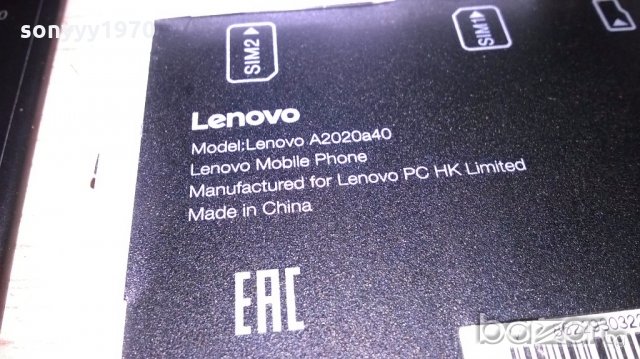 SIM2
SIM1
Lenovo
Model:Lenovo A2020a40
Lenovo Mobile Phone
Manufactured for Lenovo PC HK Limited
Made in China
EAC